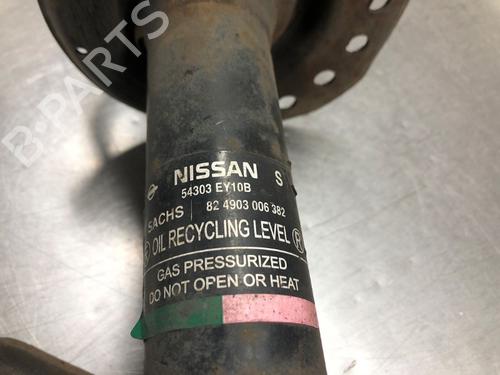 B-PARTS
NISSAN S
54303 EY10B
SACHS 82 4903 006 382
OIL RECYCLING LEVEL R
GAS PRESSURIZED
DO NOT OPEN OR HEAT